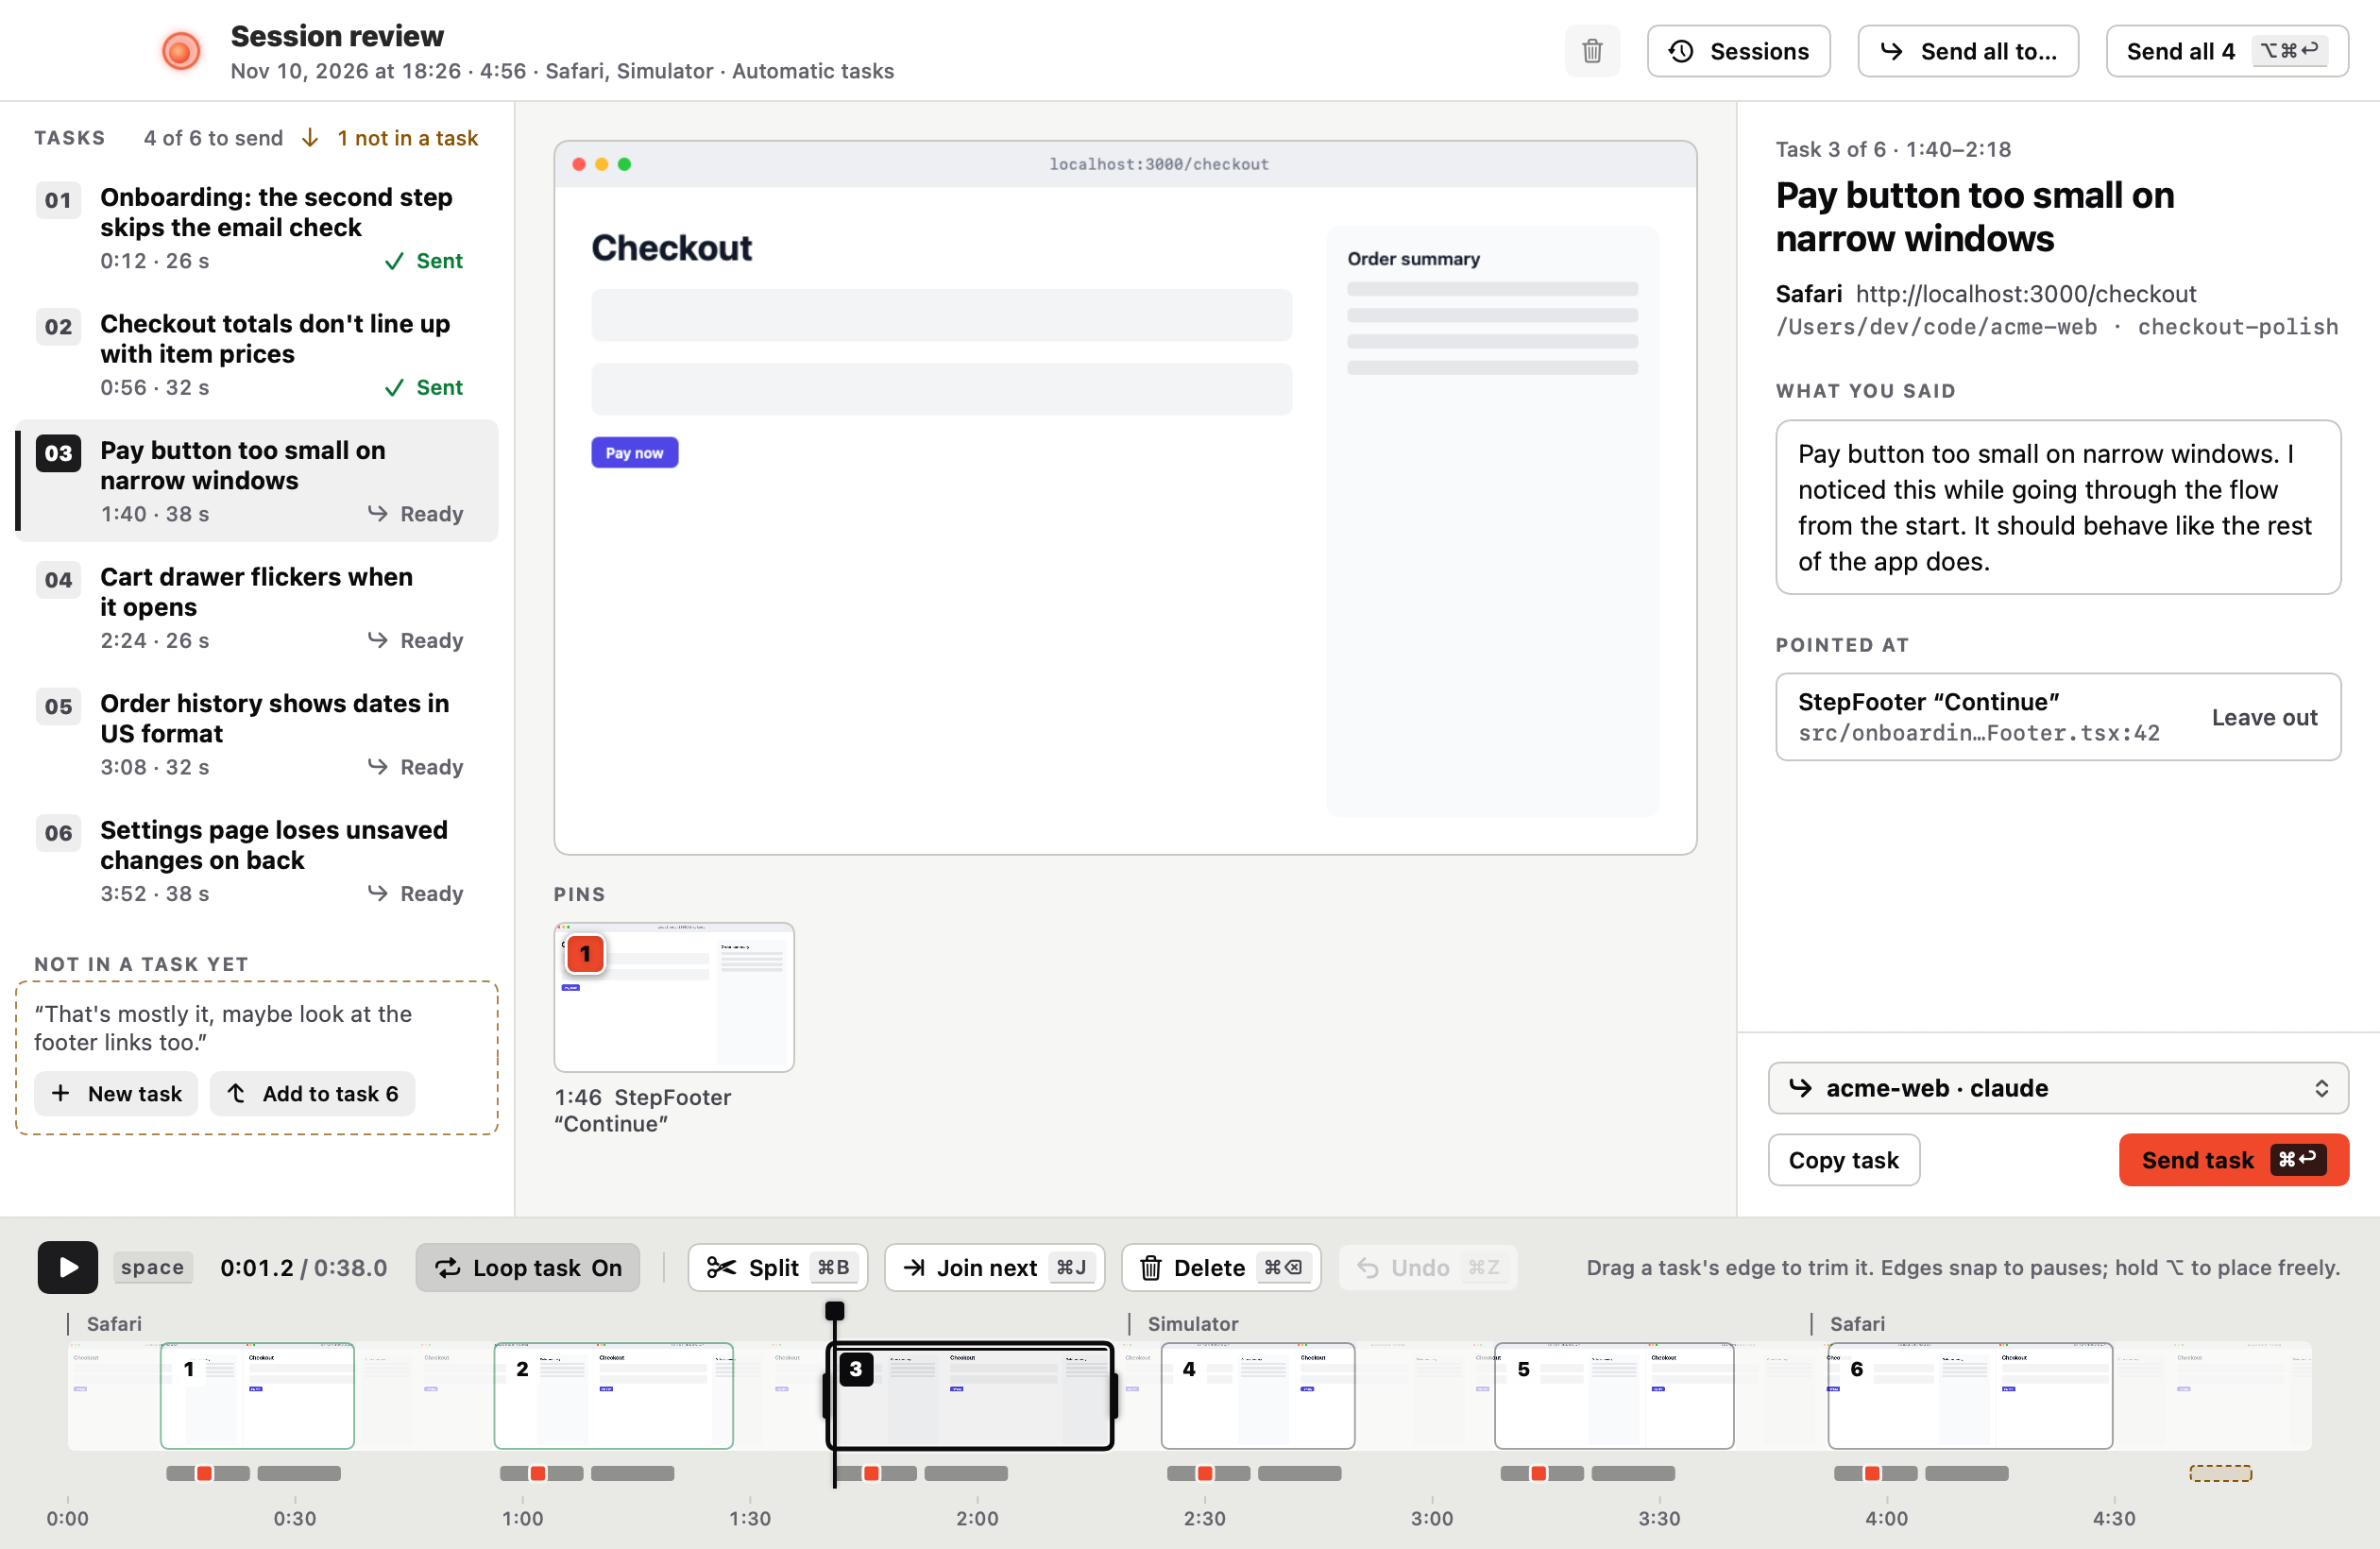 Session review
Nov 10, 2026 at 18:26 · 4:56 · Safari, Simulator · Automatic tasks
Sessions
Send all to...
Send all 4 ⌥⌘↩
TASKS
4 of 6 to send
↓ 1 not in a task
01
Onboarding: the second step
skips the email check
0:12 · 26 s
✓ Sent
02
Checkout totals don't line up
with item prices
0:56 · 32 s
✓ Sent
03
Pay button too small on
narrow windows
1:40 · 38 s
Ready
04
Cart drawer flickers when
it opens
2:24 · 26 s
Ready
05
Order history shows dates in
US format
3:08 · 32 s
Ready
06
Settings page loses unsaved
changes on back
3:52 · 38 s
Ready
NOT IN A TASK YET
“That's mostly it, maybe look at the
footer links too.”
+ New task
Add to task 6
localhost:3000/checkout
Checkout
Order summary
Pay now
PINS
1
1:46 StepFooter
“Continue”
Task 3 of 6 · 1:40–2:18
Pay button too small on
narrow windows
Safari http://localhost:3000/checkout
/Users/dev/code/acme-web · checkout-polish
WHAT YOU SAID
Pay button too small on narrow windows. I
noticed this while going through the flow
from the start. It should behave like the rest
of the app does.
POINTED AT
StepFooter “Continue”
src/onboardin…Footer.tsx:42
Leave out
acme-web · claude
Copy task
Send task ⌘↩
space
0:01.2 / 0:38.0
Loop task On
Split ⌘B
Join next ⌘J
Delete ⌘⌫
Undo ⌘Z
Drag a task's edge to trim it. Edges snap to pauses; hold ⌥ to place freely.
Safari
Simulator
Safari
1
2
3
4
5
6
0:00
0:30
1:00
1:30
2:00
2:30
3:00
3:30
4:00
4:30